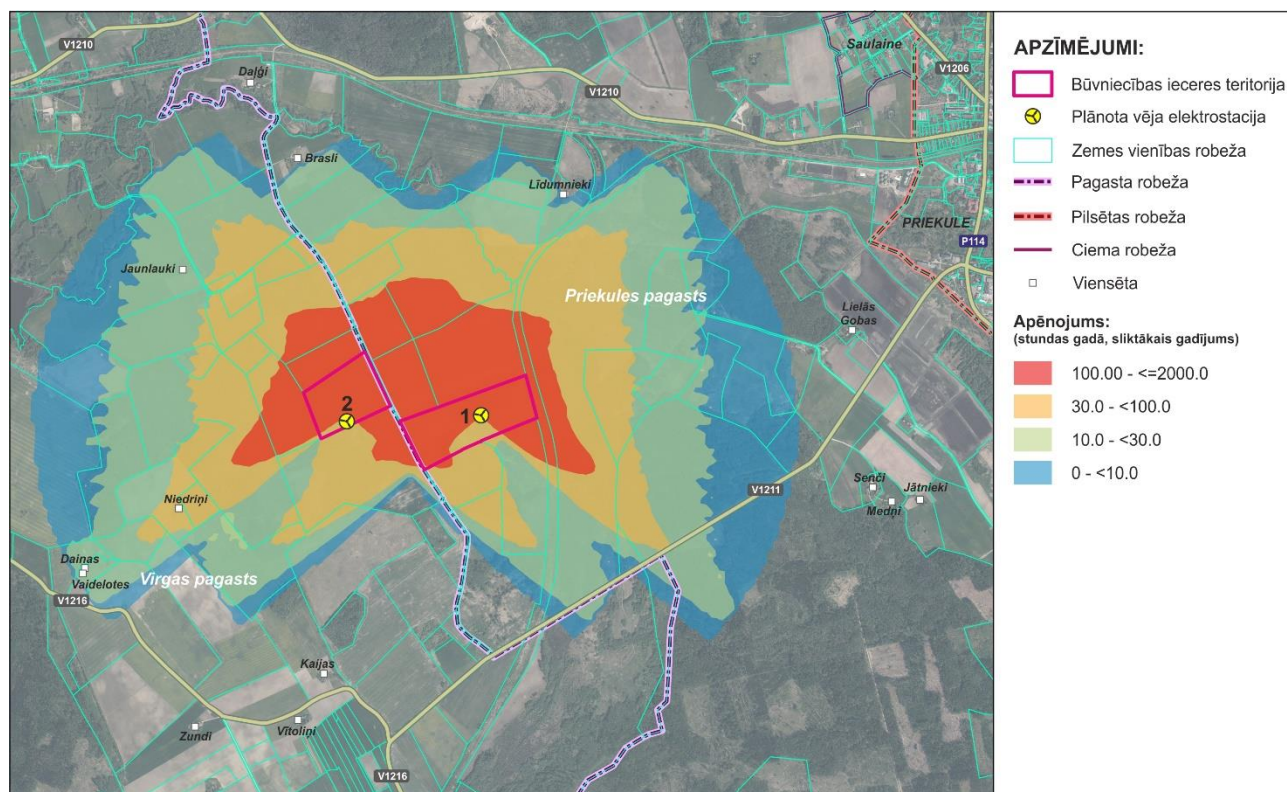 V1210
Saulaine
V1206
Daļģi
V1210
Brasli
Līdumnieki
PRIEKULE
P114
Jaunlauki
Priekules pagasts
Lielās
Gobas
2
1
Niedriņi
Senči
Jātnieki
Medņi
V1211
Dainas
Vaidelotes
Virgas pagasts
V1216
Kaijas
Zundi
Vītoliņi
V1216
APZĪMĒJUMI:
Būvniecības ieceres teritorija
Plānota vēja elektrostacija
Zemes vienības robeža
Pagasta robeža
Pilsētas robeža
Ciema robeža
Viensēta
Apēnojums:
(stundas gadā, sliktākais gadījums)
100.00 - <=2000.0
30.0 - <100.0
10.0 - <30.0
0 - <10.0